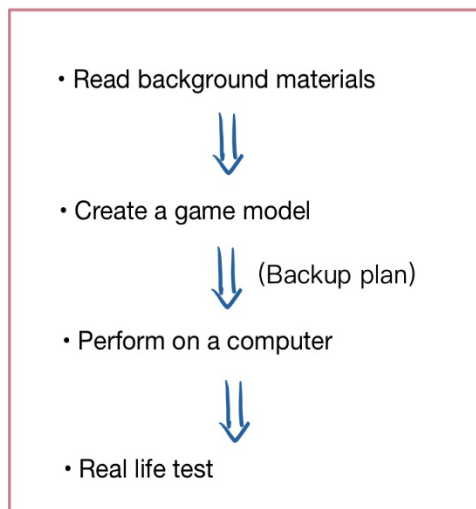 • Read background materials
• Create a game model
(Backup plan)
• Perform on a computer
• Real life test